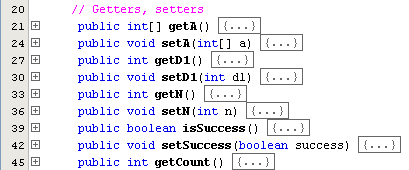 20 // Getters, setters
21 public int[] getA() {...}
24 public void setA(int[] a) {...}
27 public int getD1() {...}
30 public void setD1(int dl) {...}
33 public int getN() {...}
36 public void setN(int n) {...}
39 public boolean isSuccess() {...}
42 public void setSuccess(boolean success) {...}
45 public int getCount() {...}